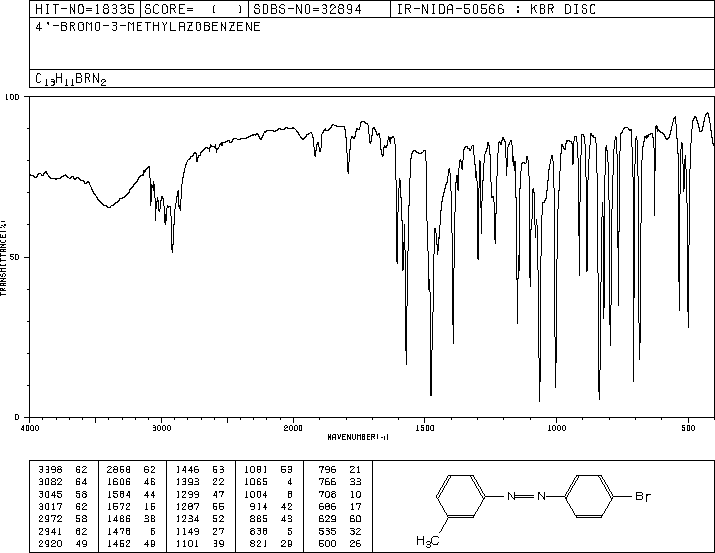 HIT-NO=18335 SCORE= ( ) SDBS-NO=32894 IR-NIDA-50566 : KBR DISC
4'-BROMO-3-METHYLAZOBENZENE
C13H11BRN2
100
50
0
TRANSMITTANCE(%)
4000 3000 2000 1500 1000 500
WAVENUMBER(-1)
3398 62 2868 62 1446 53 1081 53 796 21
3082 64 1606 46 1393 22 1065 4 766 33
3045 58 1584 44 1299 47 1004 8 708 10
3017 62 1572 15 1287 55 914 42 686 17
2972 58 1486 38 1234 52 885 43 629 60
2941 62 1478 6 1149 27 838 5 535 32
2920 49 1452 49 1101 39 821 29 500 26
N N Br
H3C